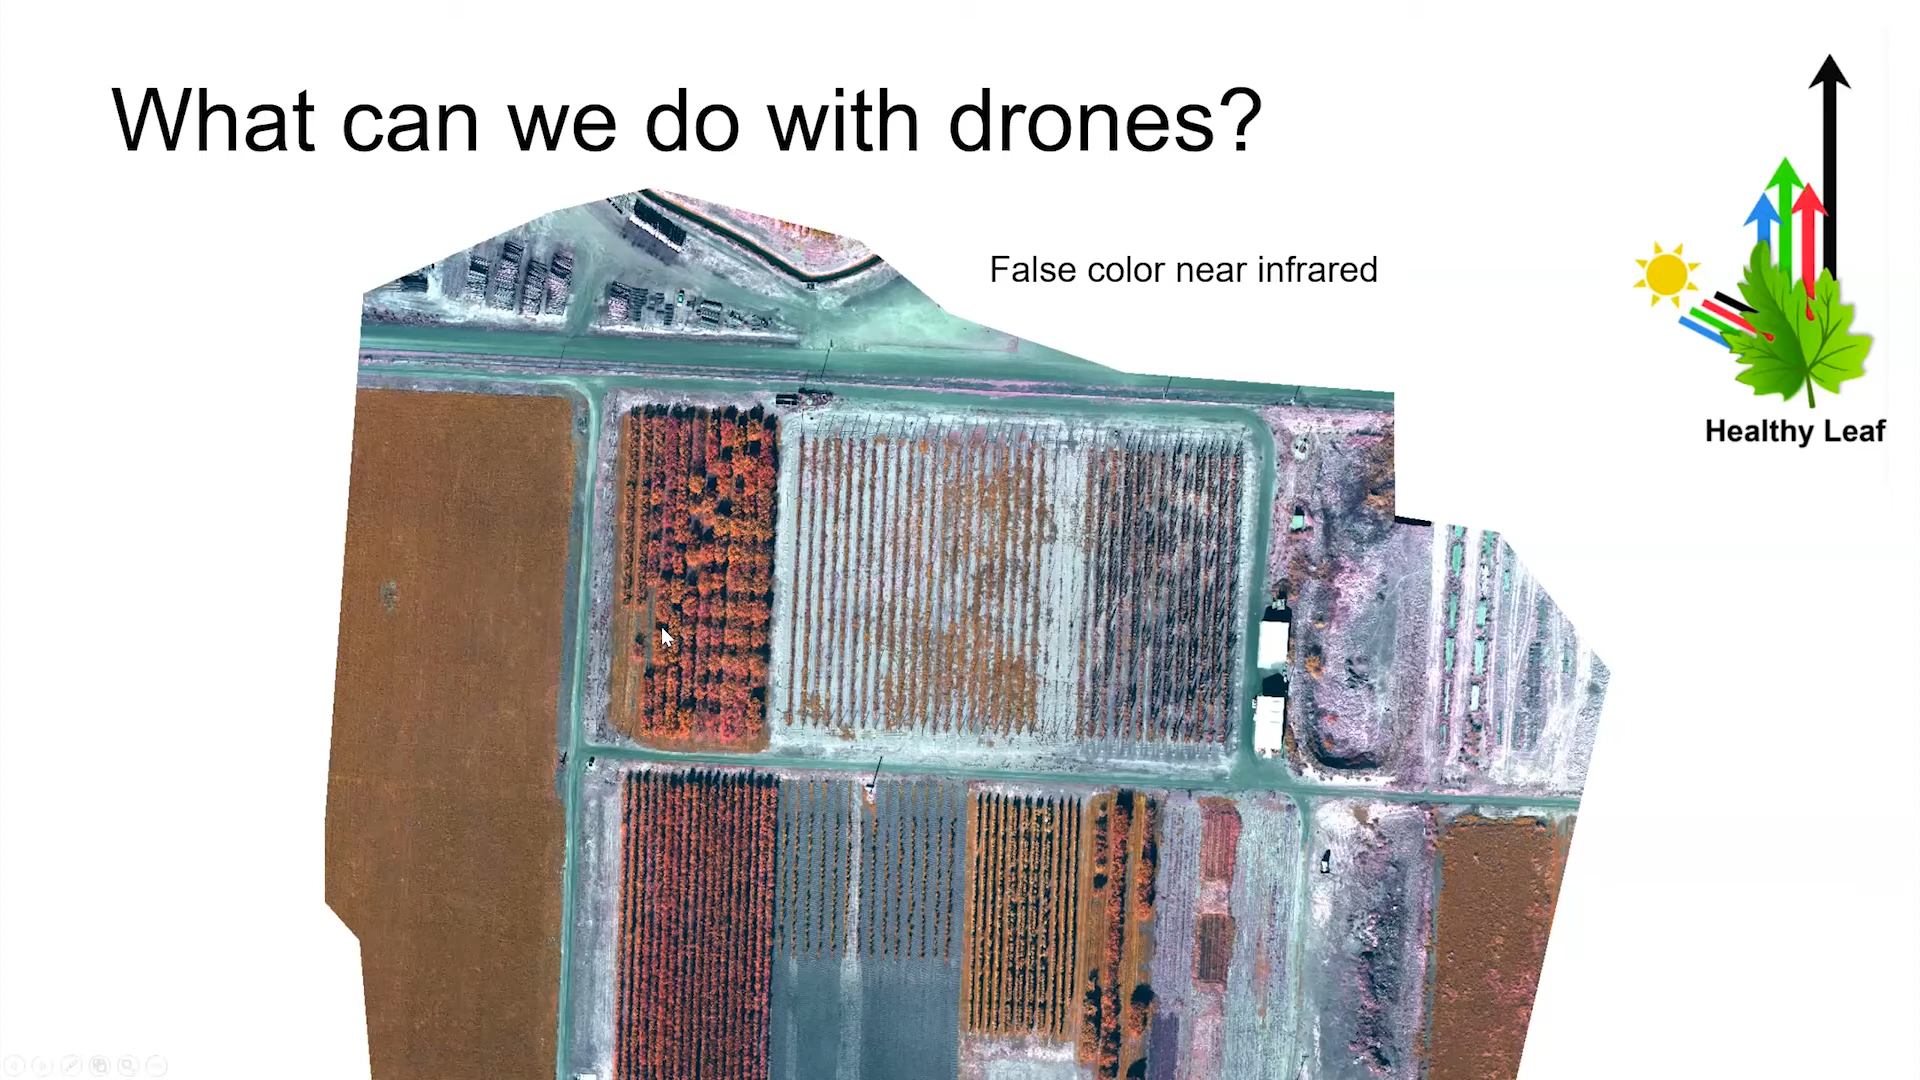 What can we do with drones?
False color near infrared
Healthy Leaf